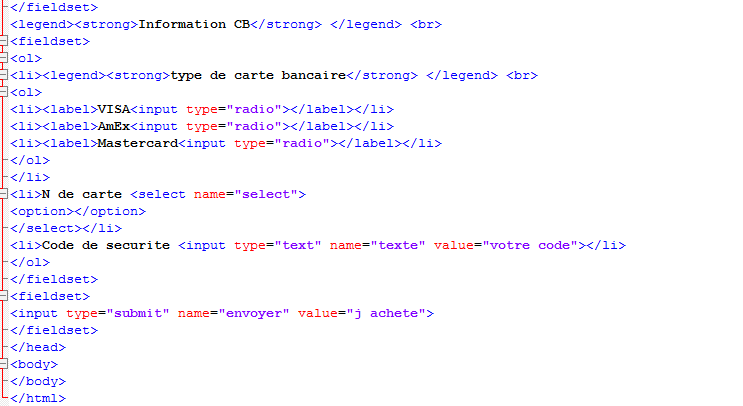 </fieldset>
<legend><strong>Information CB</strong> </legend> <br>
<fieldset>
<ol>
<li><legend><strong>type de carte bancaire</strong> </legend> <br>
<ol>
<li><label>VISA<input type="radio"></label></li>
<li><label>AmEx<input type="radio"></label></li>
<li><label>Mastercard<input type="radio"></label></li>
</ol>
</li>
<li>N de carte <select name="select">
<option></option>
</select></li>
<li>Code de securite <input type="text" name="texte" value="votre code"></li>
</ol>
</fieldset>
<fieldset>
<input type="submit" name="envoyer" value="j achete">
</fieldset>
</head>
<body>
</body>
</html>